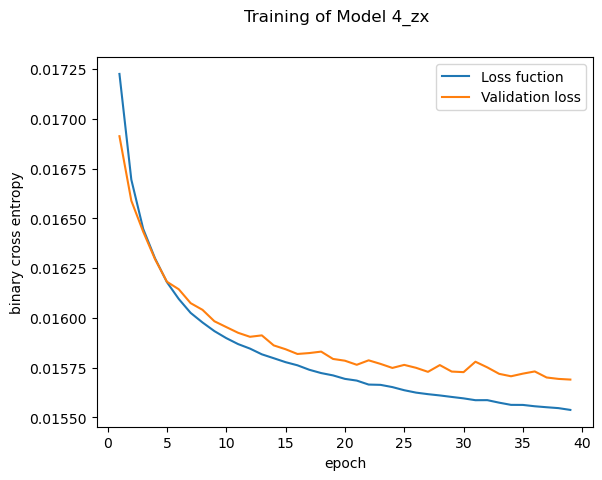 Training of Model 4_zx
Loss fuction
Validation loss
0.01725
0.01700
0.01675
0.01650
0.01625
0.01600
0.01575
0.01550
binary cross entropy
0 5 10 15 20 25 30 35 40
epoch